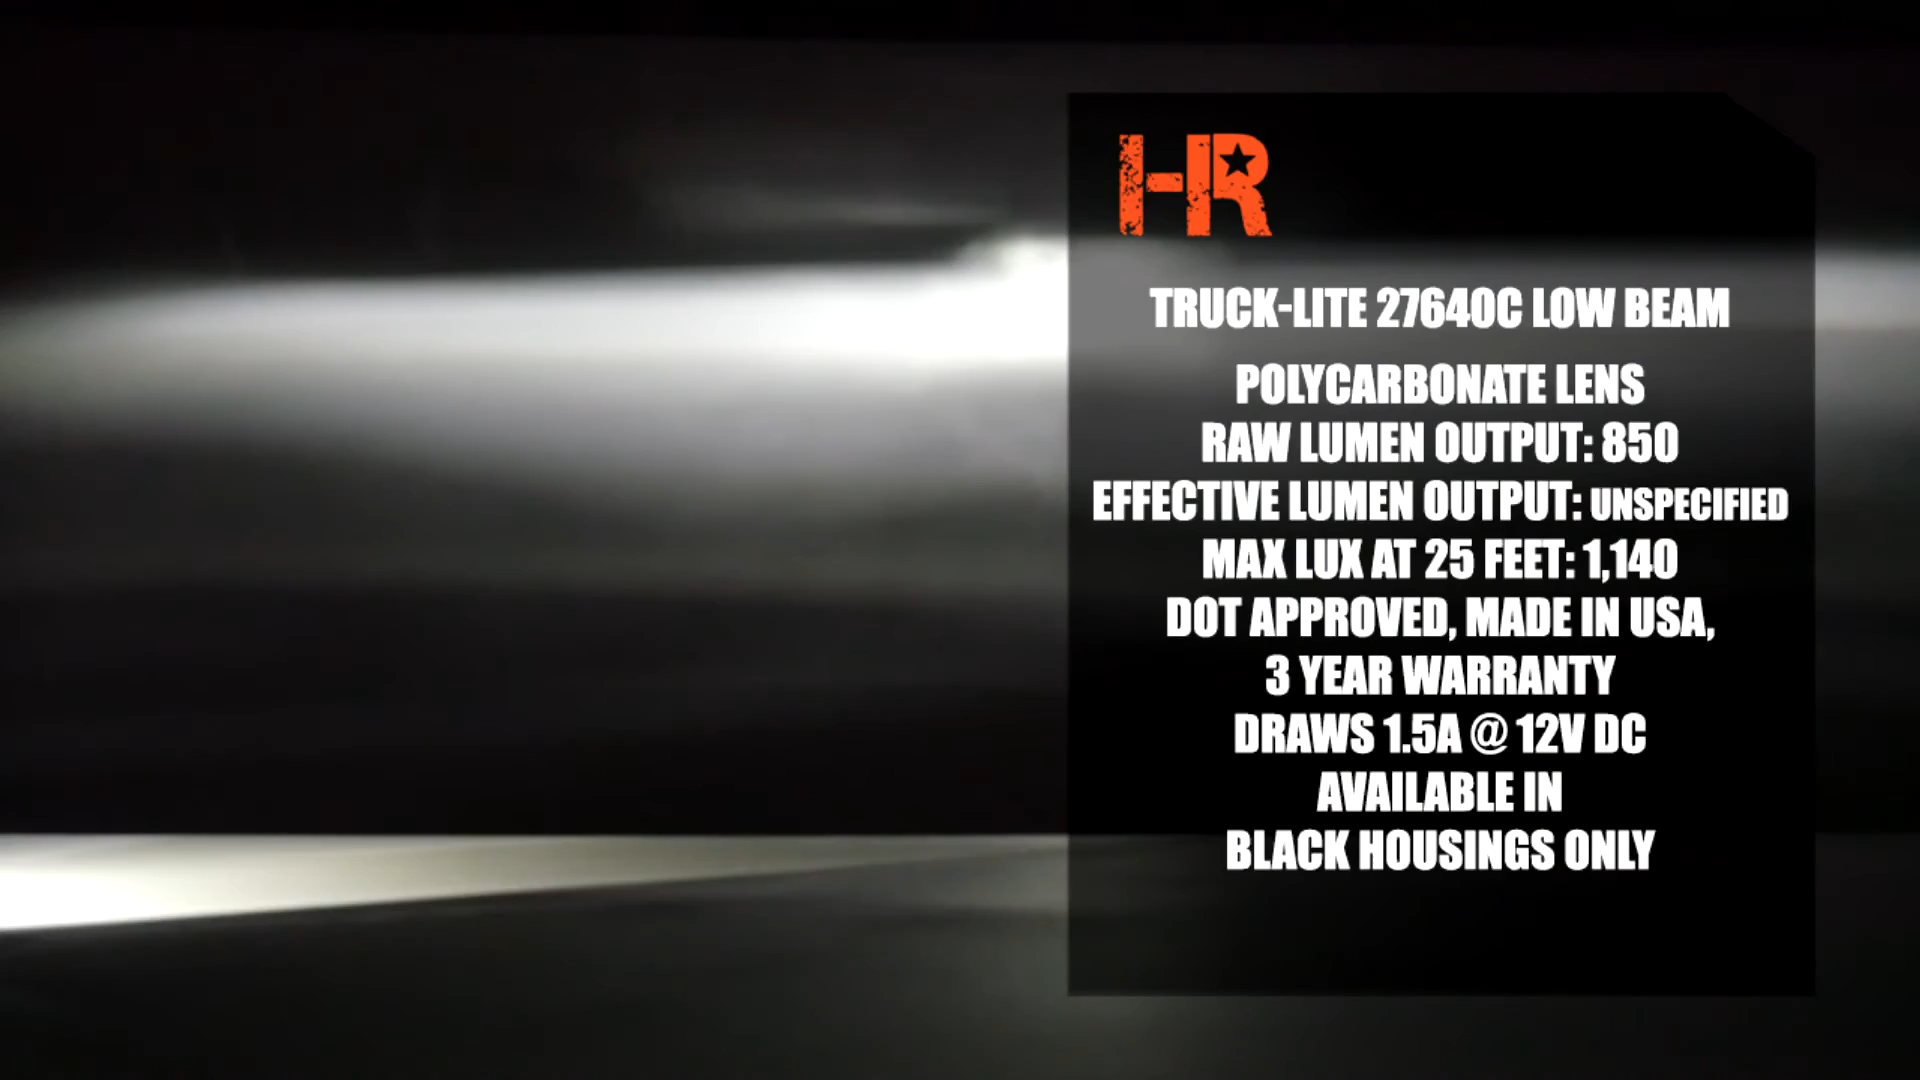 HR
TRUCK-LITE 27640C LOW BEAM
POLYCARBONATE LENS
RAW LUMEN OUTPUT: 850
EFFECTIVE LUMEN OUTPUT: UNSPECIFIED
MAX LUX AT 25 FEET: 1,140
DOT APPROVED, MADE IN USA,
3 YEAR WARRANTY
DRAWS 1.5A @ 12V DC
AVAILABLE IN
BLACK HOUSINGS ONLY